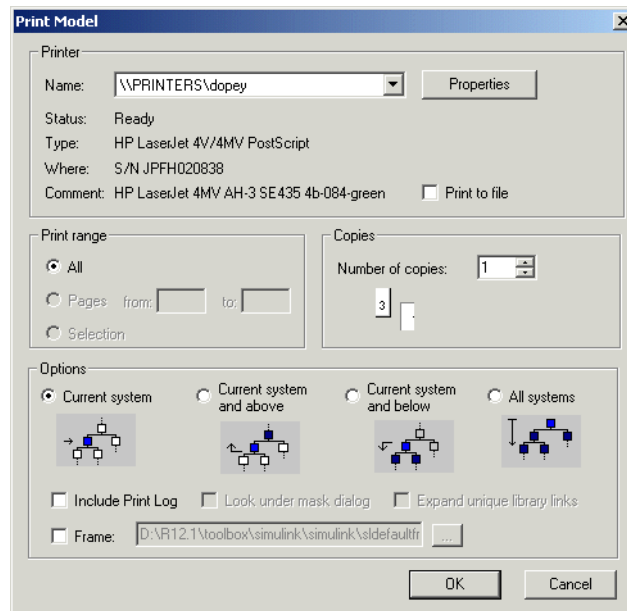 Print Model
Printer
Name: \\PRINTERS\dopey Properties
Status: Ready
Type: HP LaserJet 4V/4MV PostScript
Where: S/N JPFH020838
Comment: HP LaserJet 4MV AH-3 SE435 4b-084-green Print to file
Print range
All
Pages from: to:
Selection
Copies
Number of copies: 1
3
Options
Current system
Current system and above
Current system and below
All systems
Include Print Log Look under mask dialog Expand unique library links
Frame: D:\R12.1\toolbox\simulink\simulink\sldefaultfr ...
OK Cancel